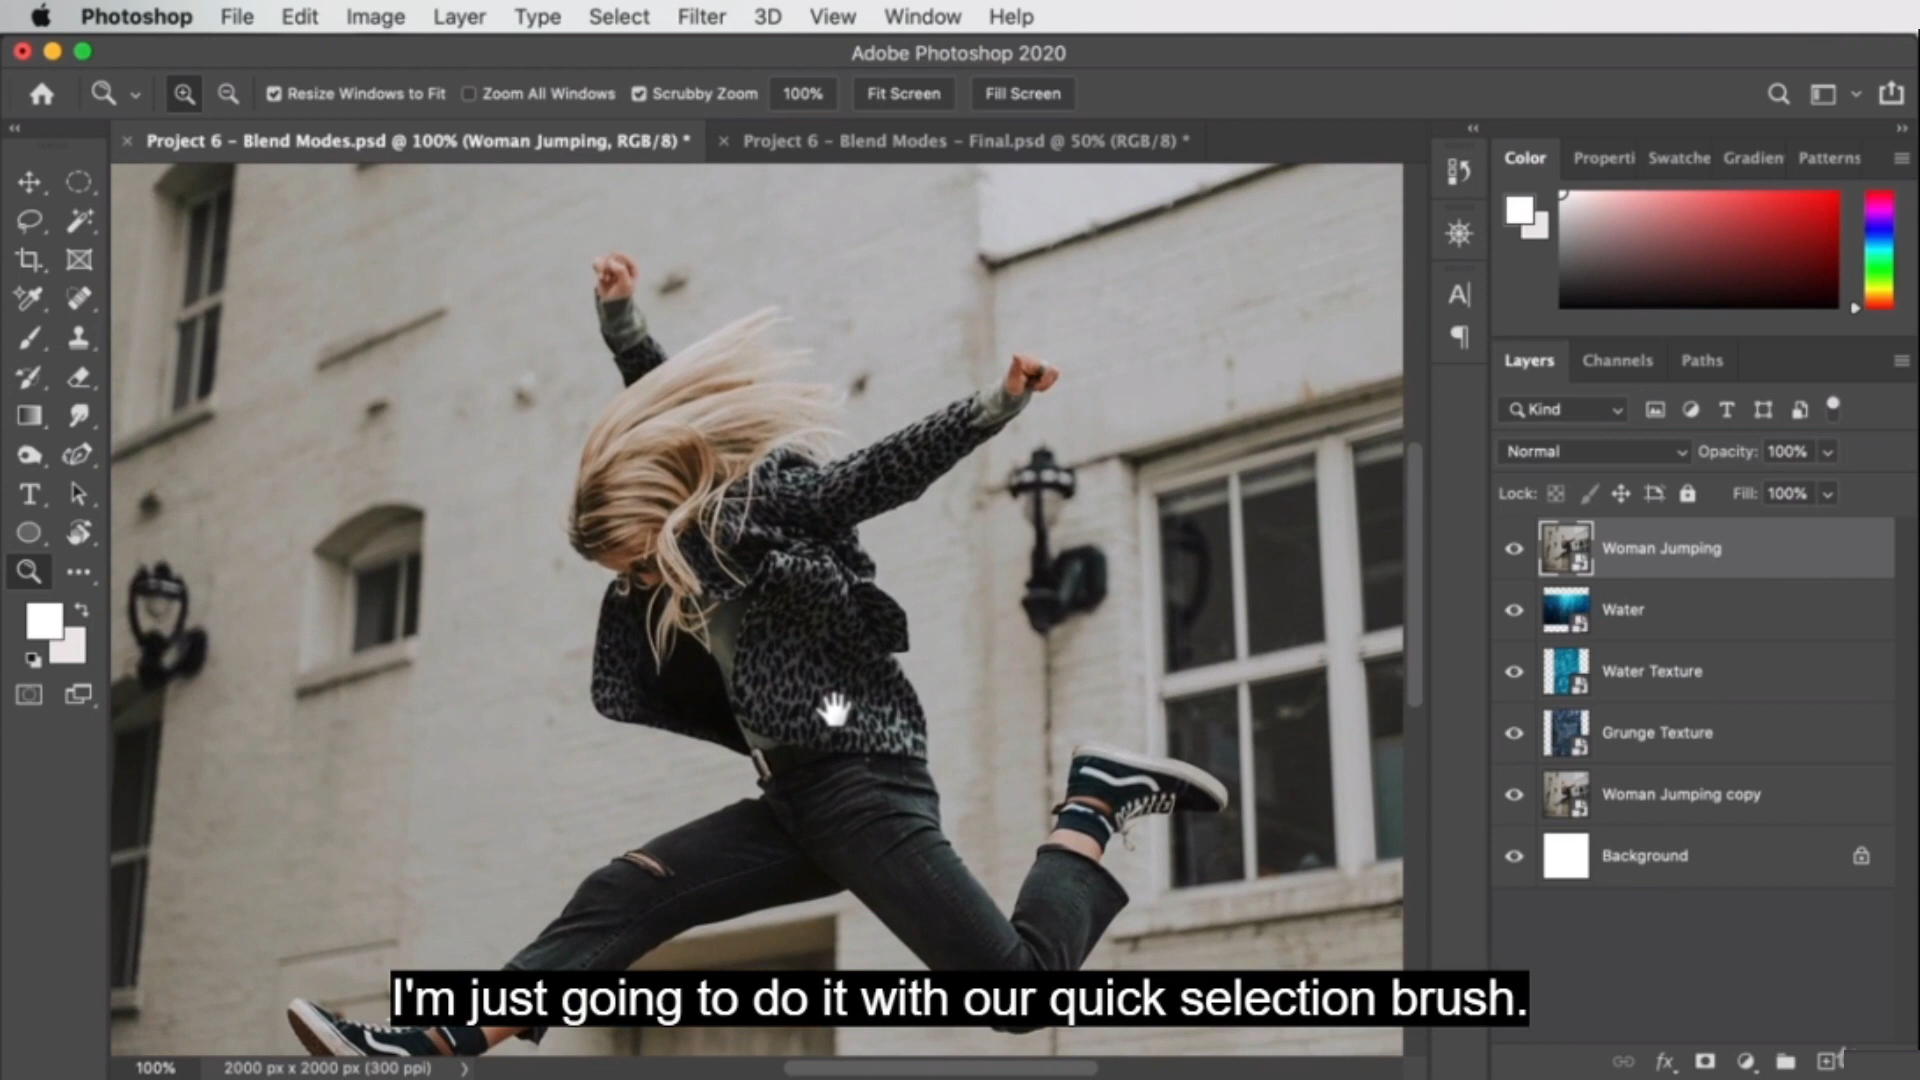 Photoshop File Edit Image Layer Type Select Filter 3D View Window Help
Adobe Photoshop 2020
Resize Windows to Fit Zoom All Windows Scrubby Zoom 100% Fit Screen Fill Screen
Project 6 – Blend Modes.psd @ 100% (Woman Jumping, RGB/8) * Project 6 – Blend Modes – Final.psd @ 50% (RGB/8) *
Color Properti Swatche Gradien Patterns
Layers Channels Paths
Kind
Normal Opacity: 100%
Lock: Fill: 100%
Woman Jumping
Water
Water Texture
Grunge Texture
Woman Jumping copy
Background
I'm just going to do it with our quick selection brush.
100% 2000 px x 2000 px (300 ppi)